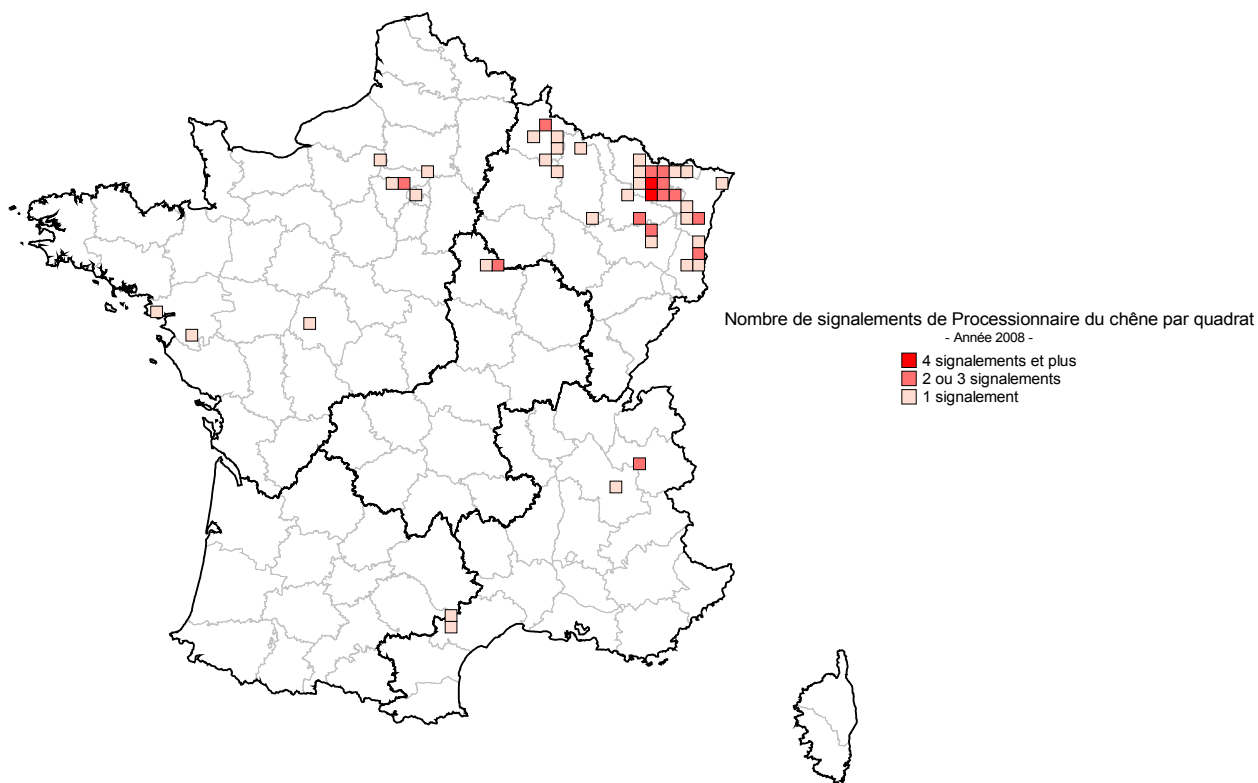 Nombre de signalements de Processionnaire du chêne par quadrat
- Année 2008 -
4 signalements et plus
2 ou 3 signalements
1 signalement